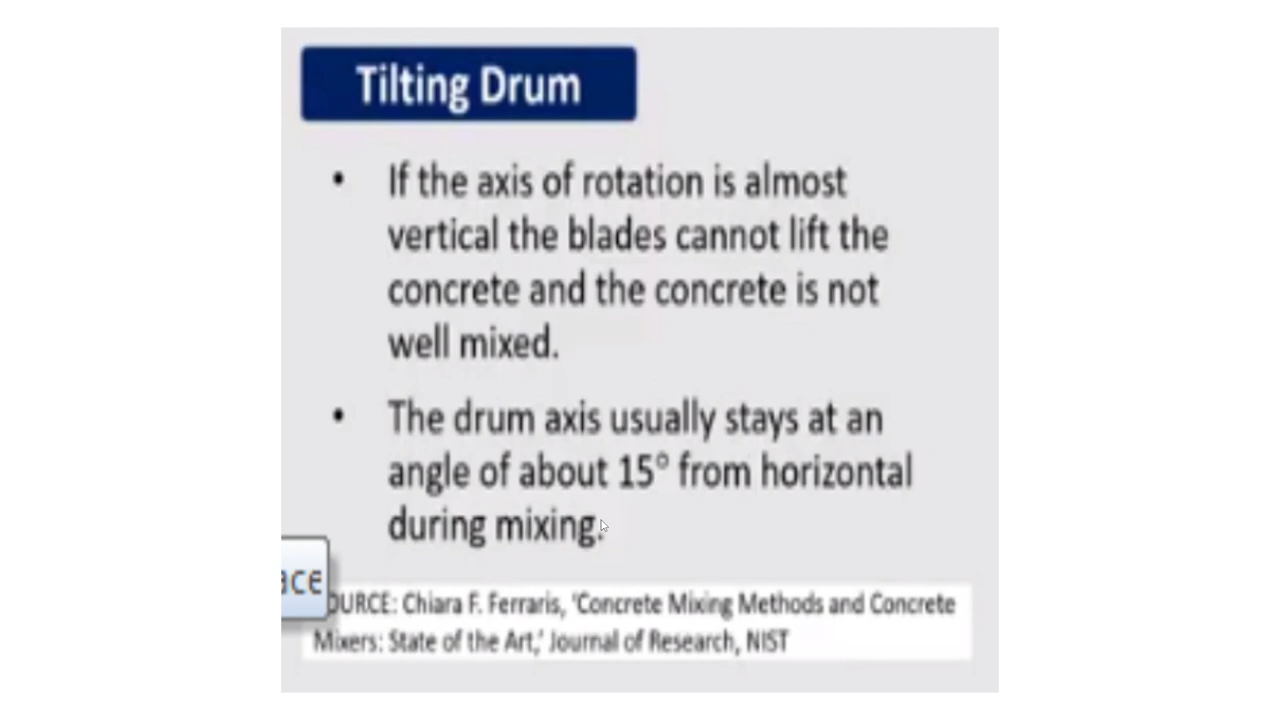 Tilting Drum
• If the axis of rotation is almost
vertical the blades cannot lift the
concrete and the concrete is not
well mixed.
• The drum axis usually stays at an
angle of about 15° from horizontal
during mixing.
ace
OURCE: Chiara F. Ferraris, 'Concrete Mixing Methods and Concrete
Mixers: State of the Art,' Journal of Research, NIST